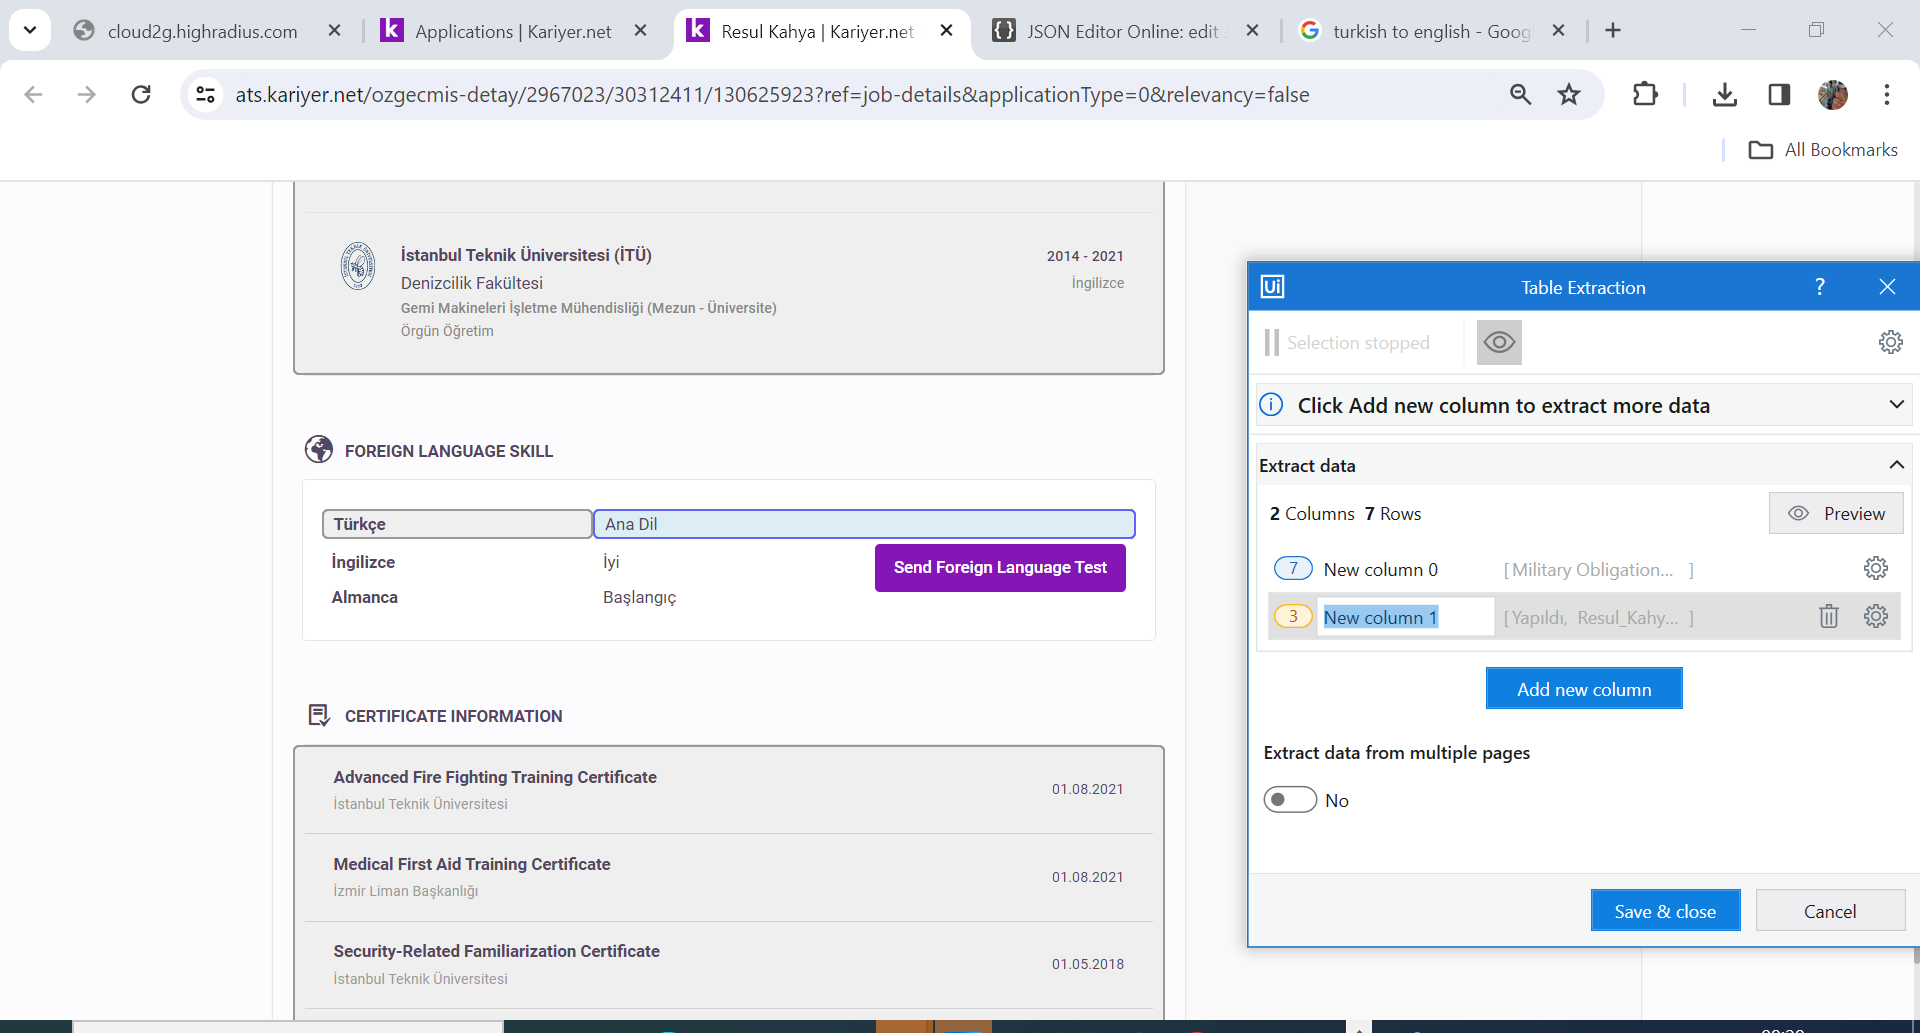 cloud2g.highradius.com
Applications | Kariyer.net
Resul Kahya | Kariyer.net
JSON Editor Online: edit
turkish to english - Goog
ats.kariyer.net/ozgecmis-detay/2967023/30312411/130625923?ref=job-details&applicationType=0&relevancy=false
All Bookmarks
İstanbul Teknik Üniversitesi (İTÜ)
2014 - 2021
Denizcilik Fakültesi
İngilizce
Gemi Makineleri İşletme Mühendisliği (Mezun - Üniversite)
Örgün Öğretim
FOREIGN LANGUAGE SKILL
Türkçe
Ana Dil
İngilizce
İyi
Send Foreign Language Test
Almanca
Başlangıç
CERTIFICATE INFORMATION
Advanced Fire Fighting Training Certificate
01.08.2021
İstanbul Teknik Üniversitesi
Medical First Aid Training Certificate
01.08.2021
İzmir Liman Başkanlığı
Security-Related Familiarization Certificate
01.05.2018
İstanbul Teknik Üniversitesi
Ui
Table Extraction
?
Selection stopped
Click Add new column to extract more data
Extract data
2 Columns 7 Rows
Preview
7 New column 0 [ Military Obligation... ]
3 New column 1 [ Yapıldı, Resul_Kahy... ]
Add new column
Extract data from multiple pages
No
Save & close
Cancel